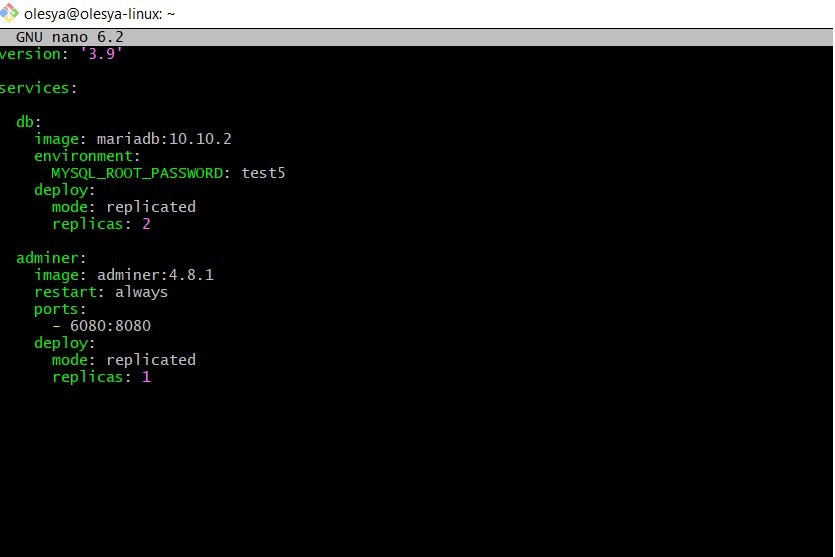 olesya@olesya-linux: ~
GNU nano 6.2
version: '3.9'
services:
db:
image: mariadb:10.10.2
environment:
MYSQL_ROOT_PASSWORD: test5
deploy:
mode: replicated
replicas: 2
adminer:
image: adminer:4.8.1
restart: always
ports:
- 6080:8080
deploy:
mode: replicated
replicas: 1